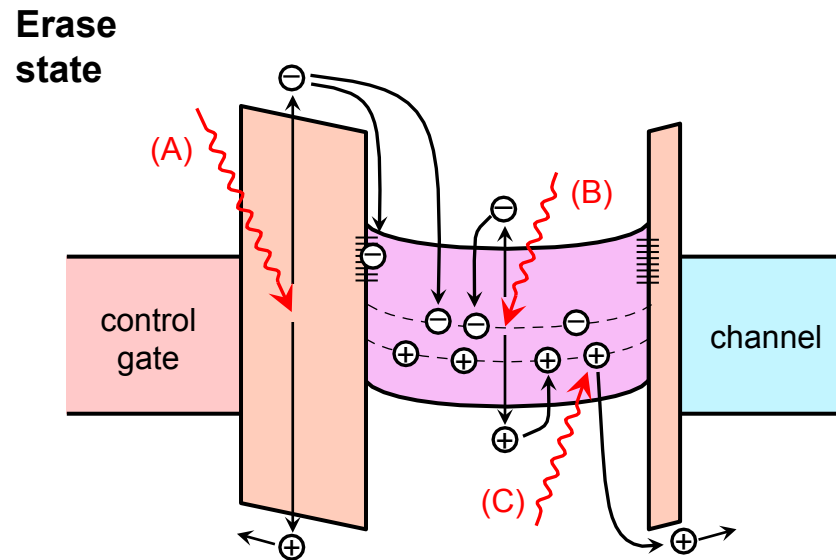 Erase
state
(A)
(B)
control
gate
channel
(C)